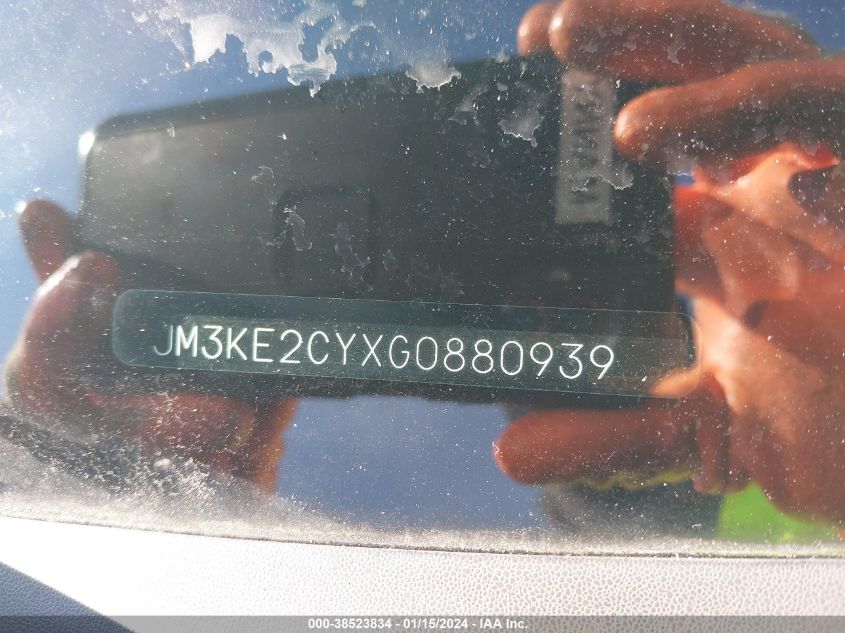 JM3KE2CYXG0880939
000-38523834 - 01/15/2024 - IAA Inc.